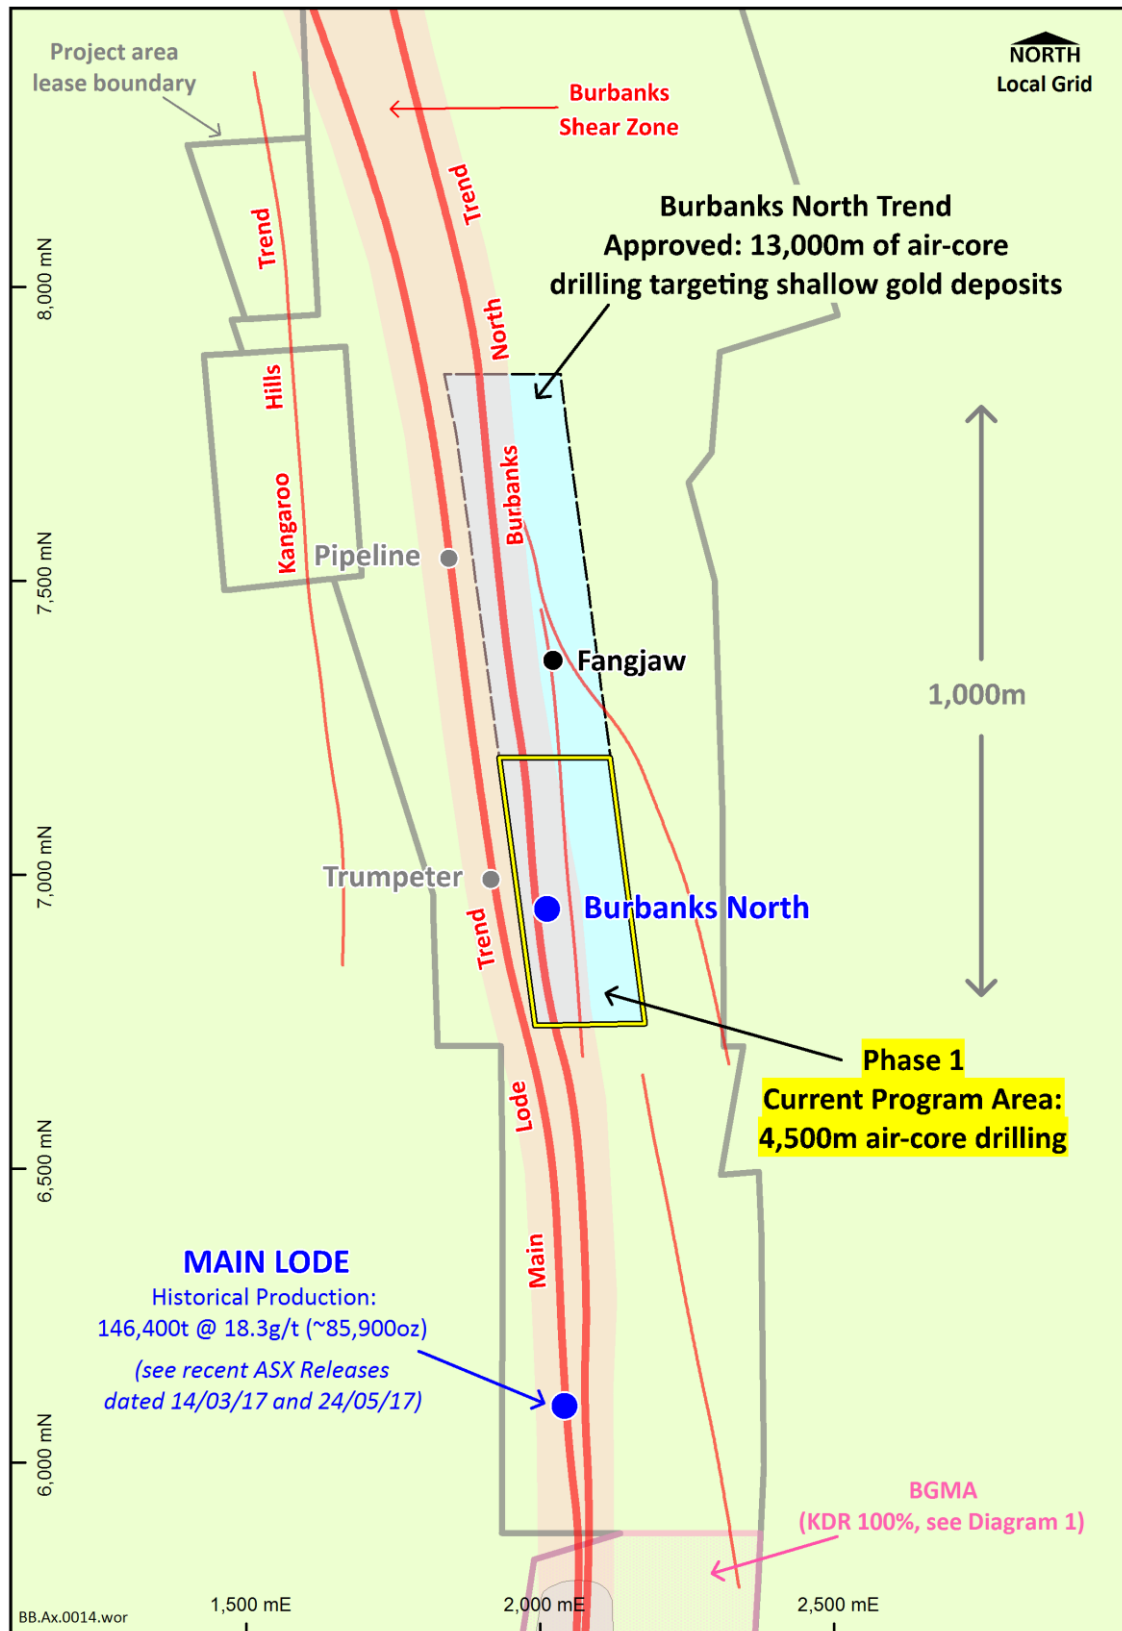 Project area
lease boundary
NORTH
Local Grid
Burbanks
Shear Zone
Trend
Burbanks North Trend
Approved: 13,000m of air-core
drilling targeting shallow gold deposits
Trend
8,000 mN
North
Hills
Burbanks
Kangaroo
Pipeline
7,500 mN
Fangjaw
1,000m
7,000 mN
Trumpeter
Burbanks North
Trend
Phase 1
Current Program Area:
4,500m air-core drilling
Lode
6,500 mN
Main
MAIN LODE
Historical Production:
146,400t @ 18.3g/t (~85,900oz)
(see recent ASX Releases
dated 14/03/17 and 24/05/17)
6,000 mN
BGMA
(KDR 100%, see Diagram 1)
1,500 mE
2,000 mE
2,500 mE
BB.Ax.0014.wor